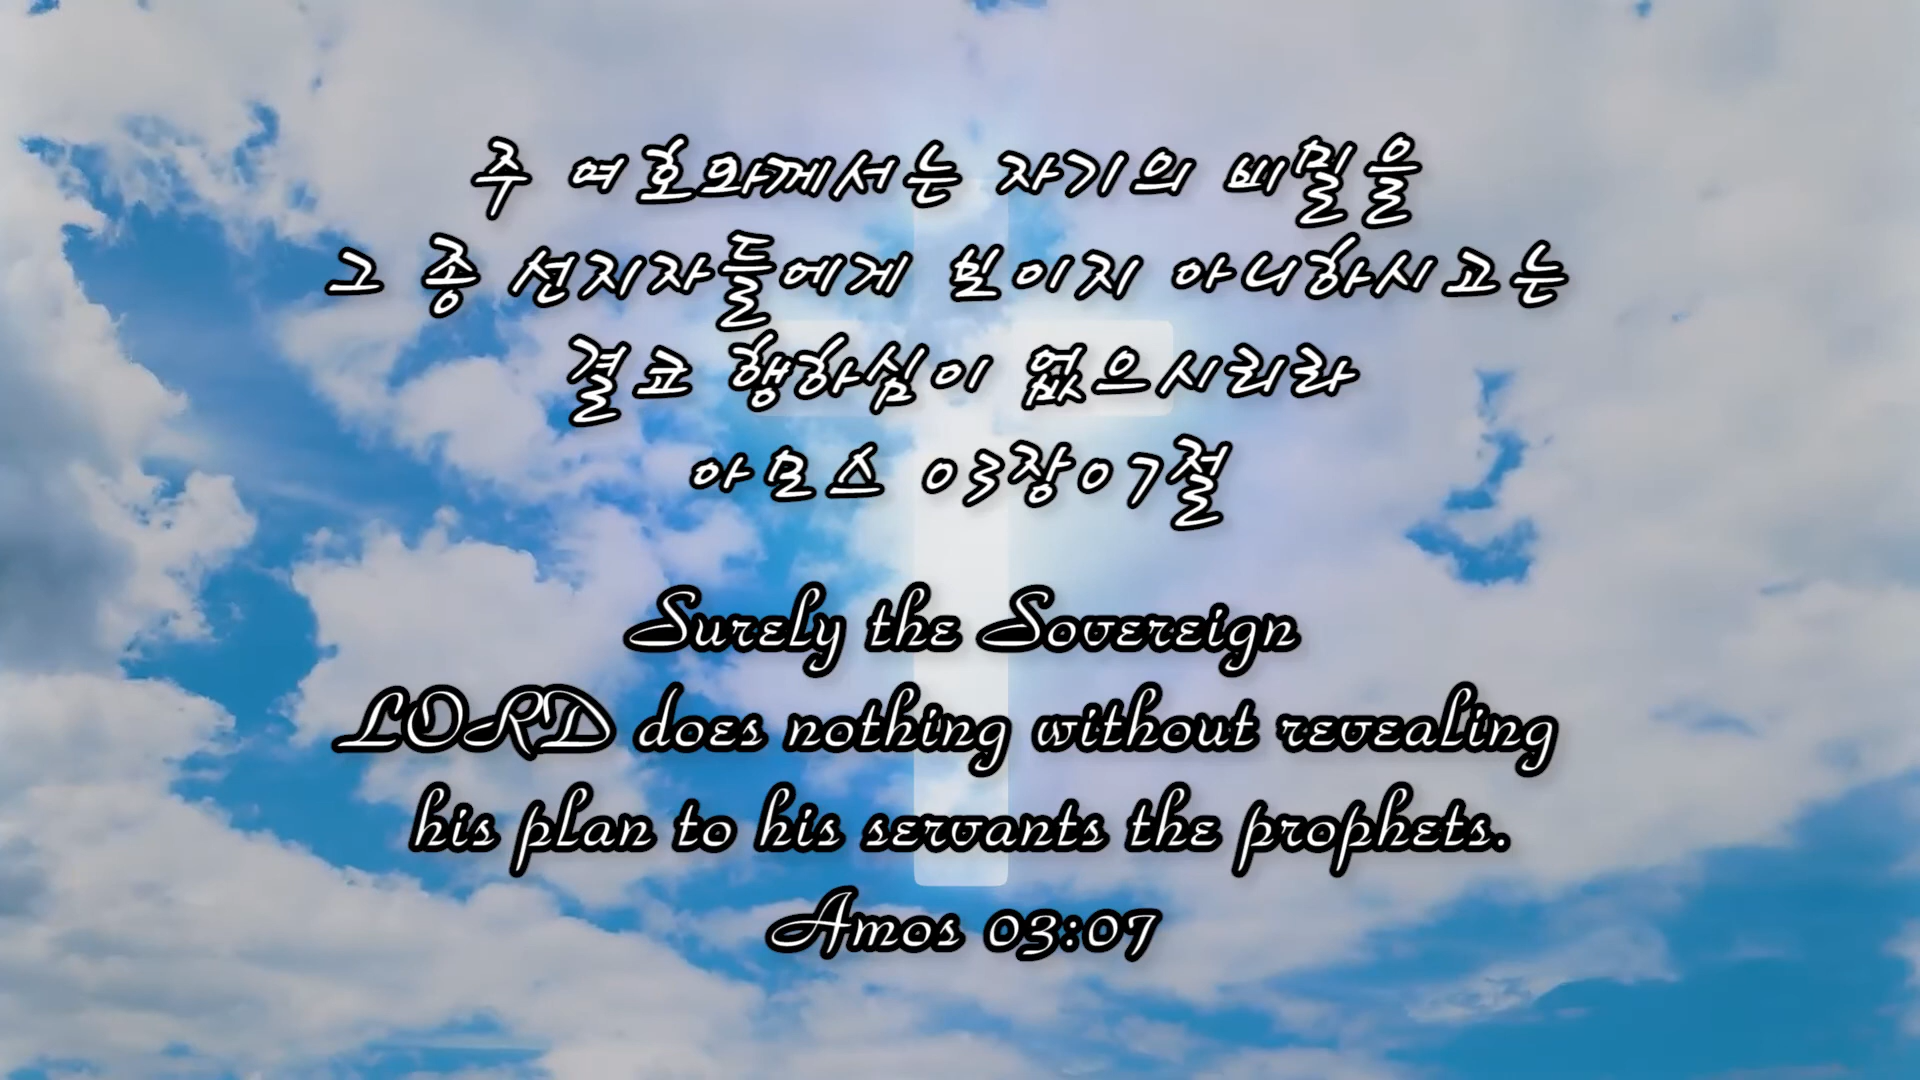 주 여호와께서는 자기의 비밀을
그 종 선지자들에게 보이지 아니하시고는
결코 행하심이 없으시리라
아모스 03장07절
Surely the Sovereign
LORD does nothing without revealing
his plan to his servants the prophets.
Amos 03:07